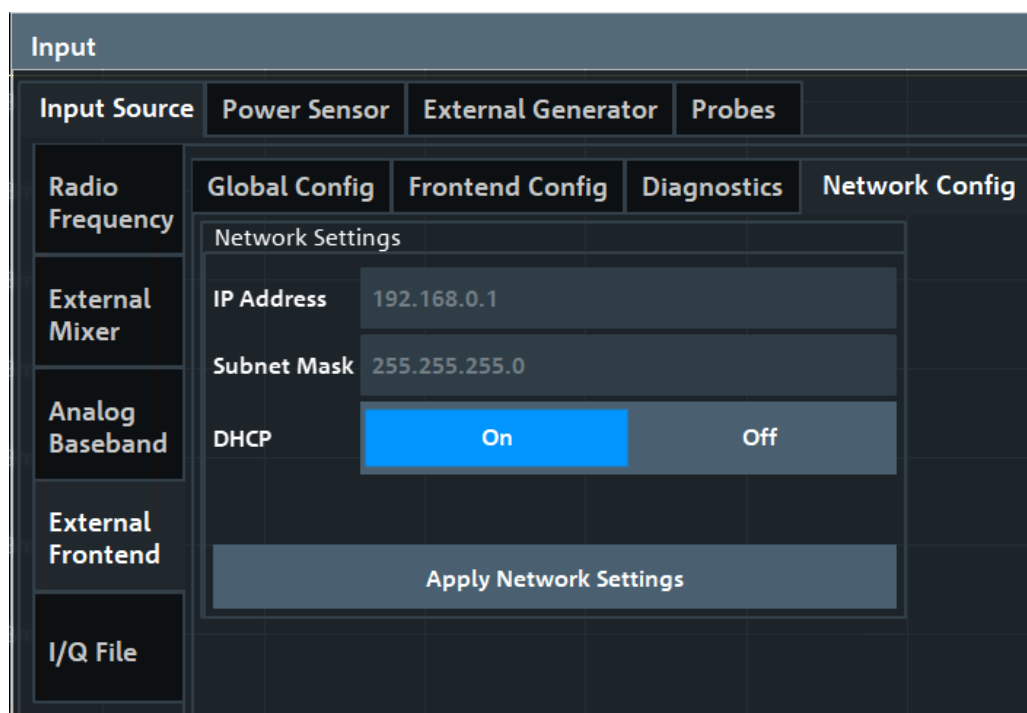 Input
Input Source Power Sensor External Generator Probes
Radio
Frequency
External
Mixer
Analog
Baseband
External
Frontend
I/Q File
Global Config Frontend Config Diagnostics Network Config
Network Settings
IP Address 192.168.0.1
Subnet Mask 255.255.255.0
DHCP On Off
Apply Network Settings